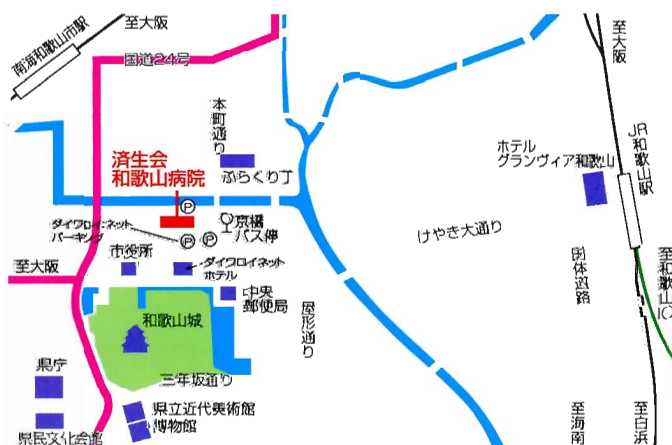 南海和歌山市駅
至大阪
国道24号
本町通り
ぶらくり丁
済生会
和歌山病院
P
京橋
バス停
ダイワロイネット
パーキング
P
P
市役所
ダイワロイネット
ホテル
至大阪
中央
郵便局
和歌山城
屋形通り
三年坂通り
県庁
県民文化会館
県立近代美術館
博物館
けやき大通り
ホテル
グランヴィア和歌山
至大阪
JR和歌山駅
国体道路
至和歌山IC
至海南
至白浜